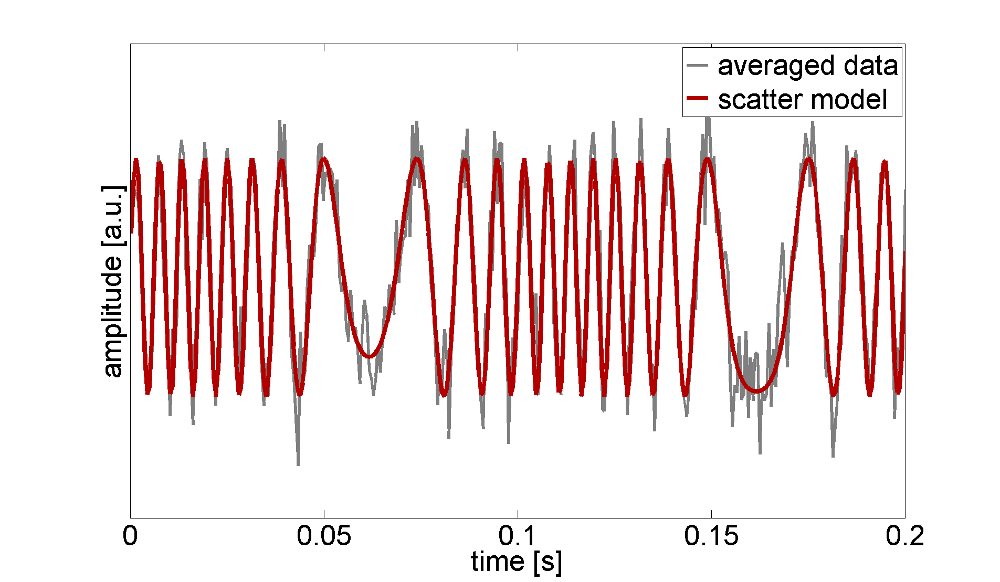 averaged data
scatter model
amplitude [a.u.]
0 0.05 0.1 0.15 0.2
time [s]